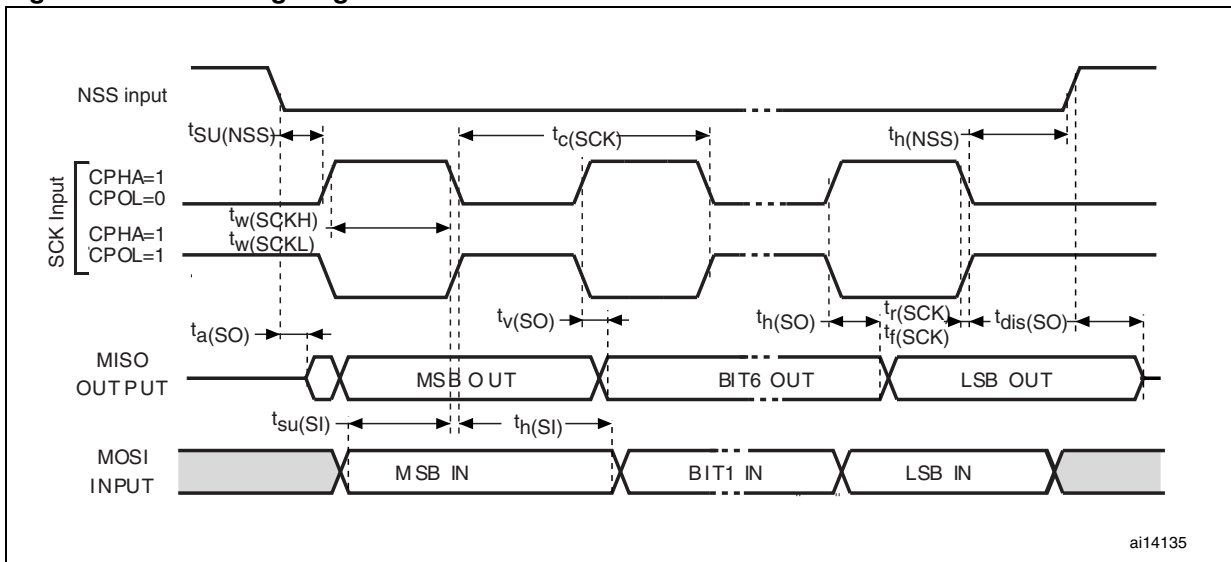 NSS input
tSU(NSS)
tc(SCK)
th(NSS)
SCK Input
CPHA=1
CPOL=0
tw(SCKH)
CPHA=1
tw(SCKL)
CPOL=1
ta(SO)
tv(SO)
th(SO)
tr(SCK)
tf(SCK)
tdis(SO)
MISO
OUTPUT
MSB OUT
BIT6 OUT
LSB OUT
tsu(SI)
th(SI)
MOSI
INPUT
MSB IN
BIT1 IN
LSB IN
ai14135